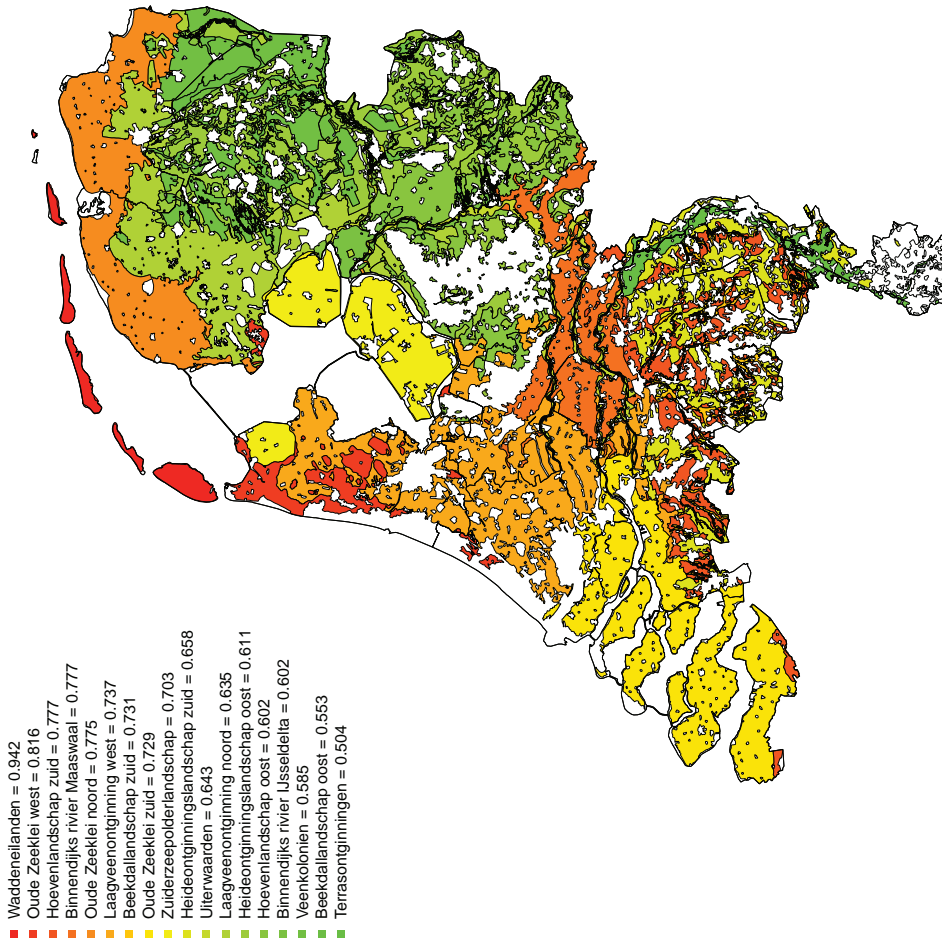 Waddeneilanden = 0.942
Oude Zeeklei west = 0.816
Hoevenlandschap zuid = 0.777
Binnendijks rivier Maaswaal = 0.777
Oude Zeeklei noord = 0.775
Laagveenontginning west = 0.737
Beekdallandschap zuid = 0.731
Oude Zeeklei zuid = 0.729
Zuiderzeepolderlandschap = 0.703
Heideontginningslandschap zuid = 0.658
Uiterwaarden = 0.643
Laagveenontginning noord = 0.635
Heideontginningslandschap oost = 0.611
Hoevenlandschap oost = 0.602
Binnendijks rivier IJsseldelta = 0.602
Veenkolonien = 0.585
Beekdallandschap oost = 0.553
Terrasontginningen = 0.504